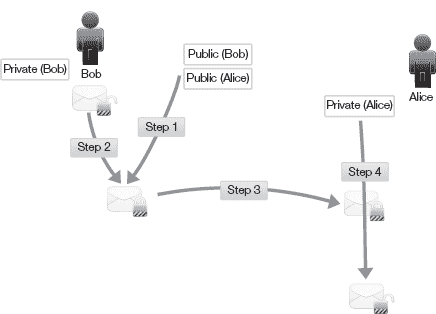 Public (Bob)
Private (Bob)
Bob
Public (Alice)
Alice
Private (Alice)
Step 1
Step 2
Step 4
Step 3